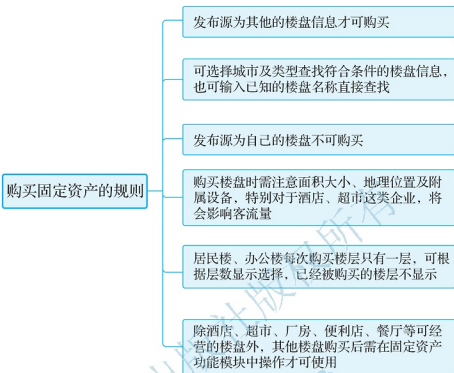 发布源为其他的楼盘信息才可购买
可选择城市及类型查找符合条件的楼盘信息,
也可输入已知的楼盘名称直接查找
发布源为自己的楼盘不可购买
购买固定资产的规则
购买楼盘时需注意面积大小、地理位置及附
属设备，特别对于酒店、超市这类企业，将
会影响客流量
居民楼、办公楼每次购买楼层只有一层，可根
据层数显示选择，已经被购买的楼层不显示
除酒店、超市、厂房、便利店、餐厅等可经
营的楼盘外，其他楼盘购买后需在固定资产
功能模块中操作才可使用
版权所有